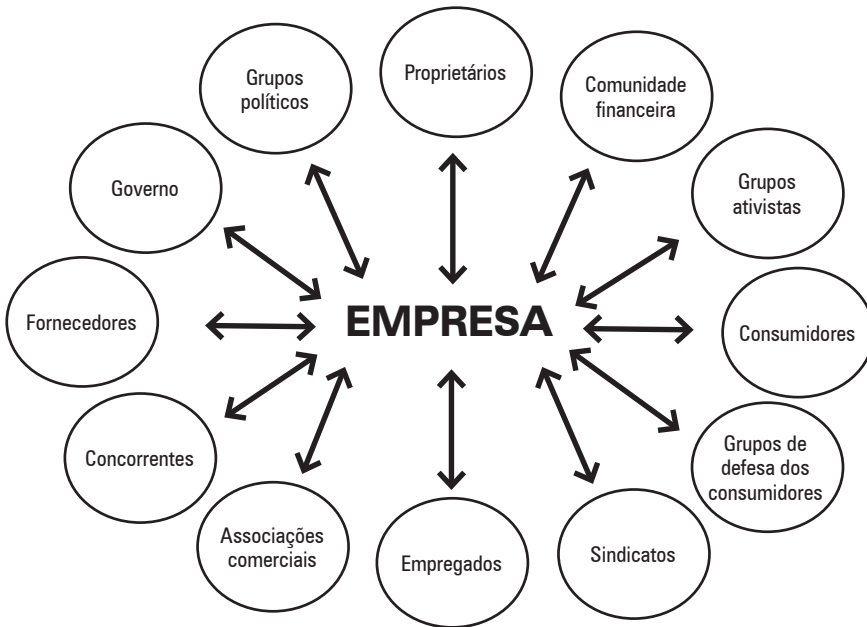 Grupos
políticos
Proprietários
Comunidade
financeira
Governo
Grupos
ativistas
Fornecedores
EMPRESA
Consumidores
Concorrentes
Grupos de
defesa dos
consumidores
Associações
comerciais
Empregados
Sindicatos